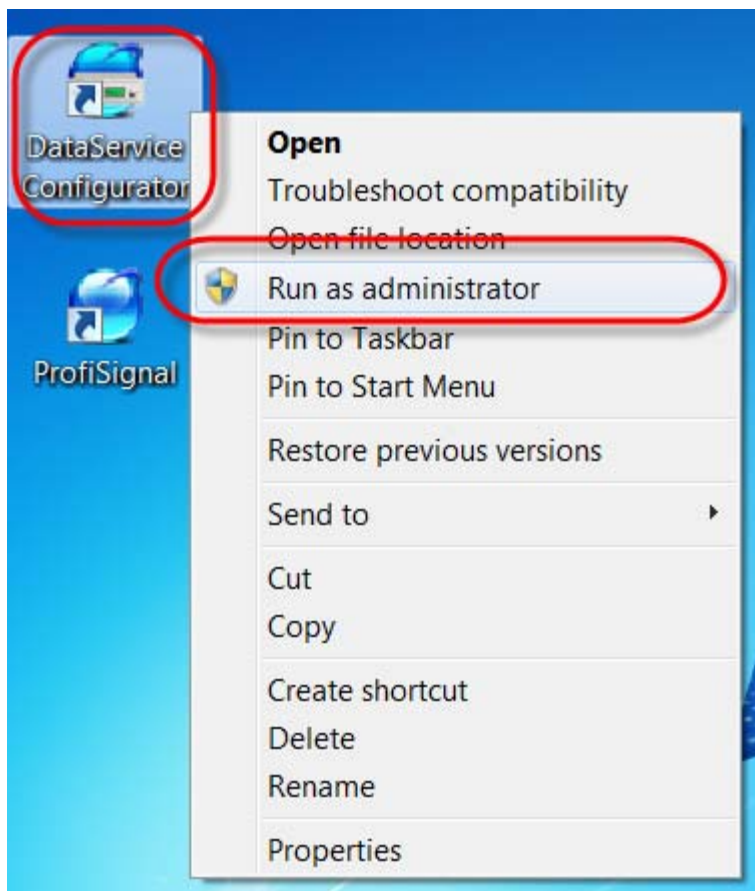 DataService
Configurator
ProfiSignal
Open
Troubleshoot compatibility
Open file location
Run as administrator
Pin to Taskbar
Pin to Start Menu
Restore previous versions
Send to
Cut
Copy
Create shortcut
Delete
Rename
Properties